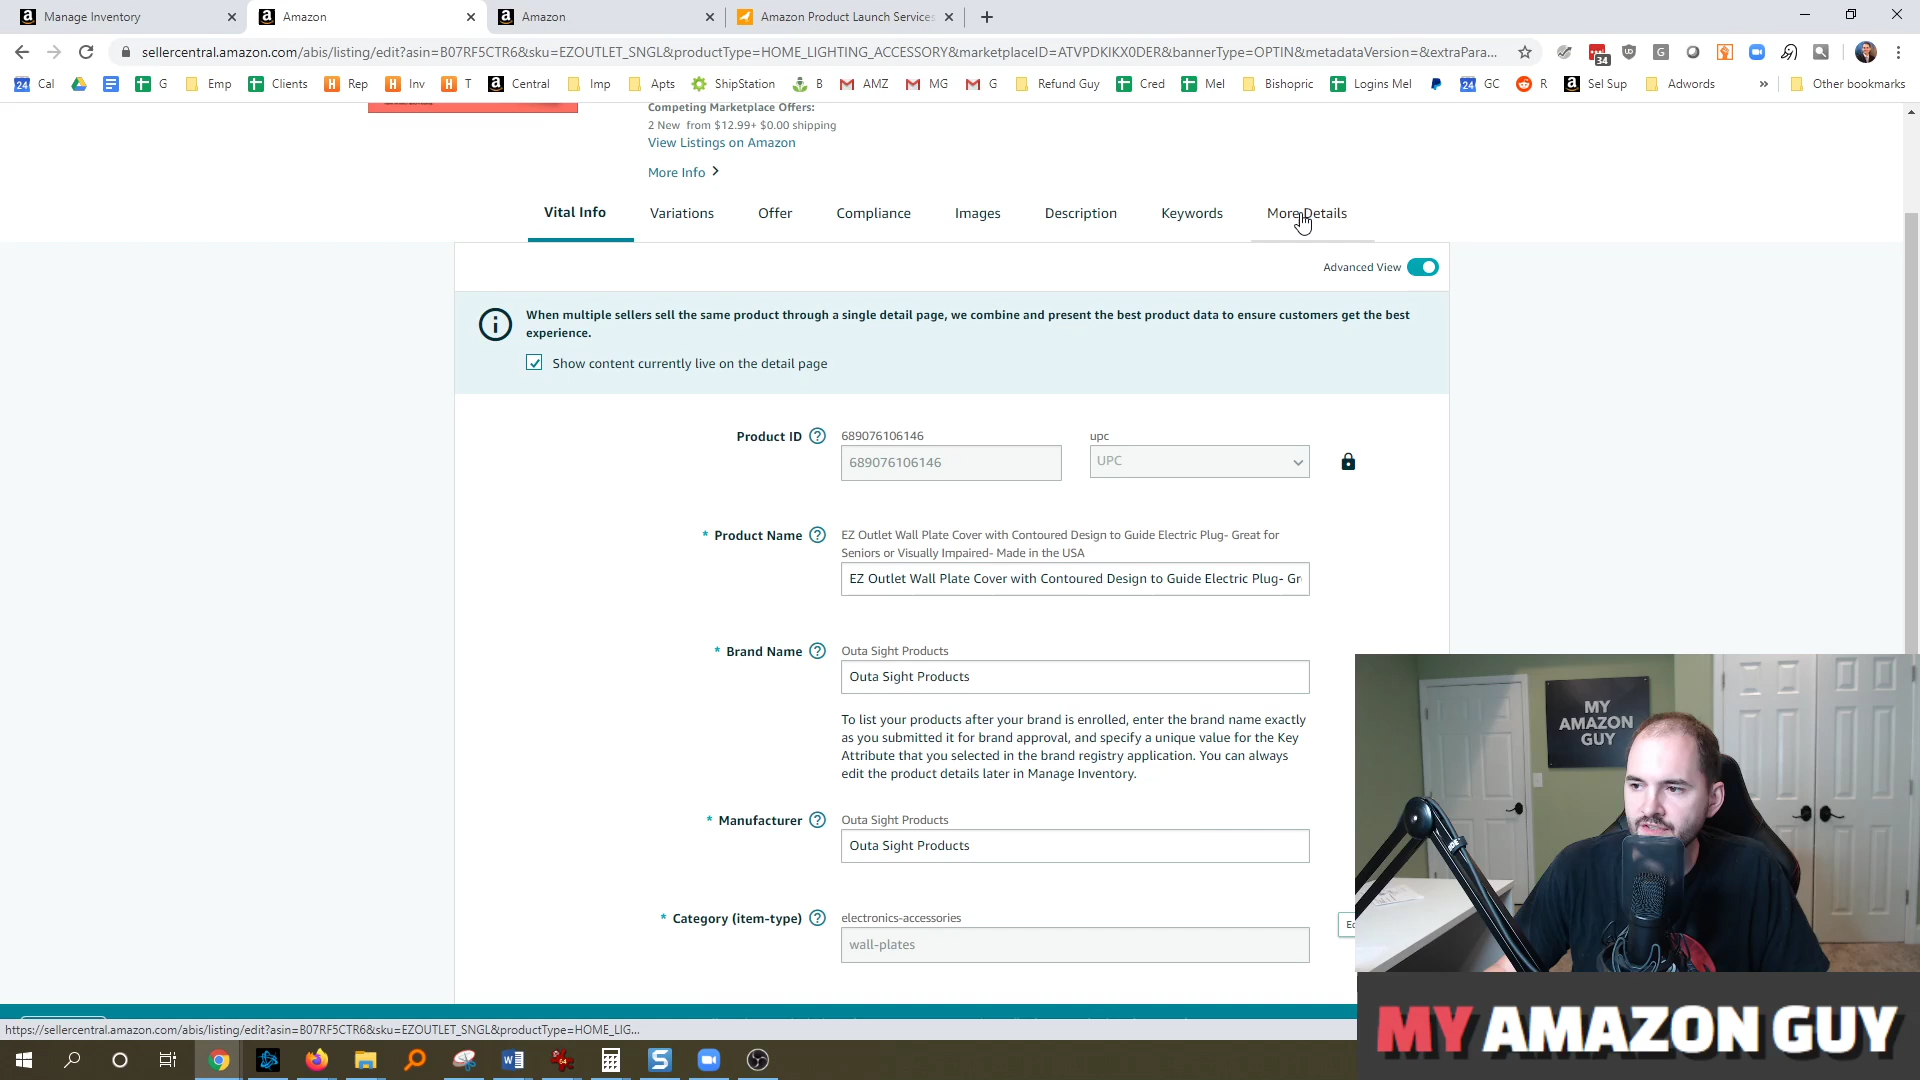 Manage Inventory
Amazon
Amazon
Amazon Product Launch Services
sellercentral.amazon.com/abis/listing/edit?asin=B07RF5CTR6&sku=EZOUTLET_SNGL&productType=HOME_LIGHTING_ACCESSORY&marketplaceID=ATVPDKIKX0DER&bannerType=OPTIN&metadataVersion=&extraPara...
34
24 Cal G Emp Clients Rep Inv T Central Imp Apts ShipStation B AMZ MG G Refund Guy Cred Mel Bishopric Logins Mel 24 GC R Sel Sup Adwords » Other bookmarks
Competing Marketplace Offers:
2 New from $12.99+ $0.00 shipping
View Listings on Amazon
More Info
Vital Info Variations Offer Compliance Images Description Keywords More Details
Advanced View
When multiple sellers sell the same product through a single detail page, we combine and present the best product data to ensure customers get the best
experience.
Show content currently live on the detail page
Product ID ? 689076106146 upc
689076106146 UPC
* Product Name ? EZ Outlet Wall Plate Cover with Contoured Design to Guide Electric Plug- Great for
Seniors or Visually Impaired- Made in the USA
EZ Outlet Wall Plate Cover with Contoured Design to Guide Electric Plug- Gr
* Brand Name ? Outa Sight Products
Outa Sight Products
To list your products after your brand is enrolled, enter the brand name exactly
as you submitted it for brand approval, and specify a unique value for the Key
Attribute that you selected in the brand registry application. You can always
edit the product details later in Manage Inventory.
* Manufacturer ? Outa Sight Products
Outa Sight Products
* Category (item-type) ? electronics-accessories
wall-plates
MY
AMAZON
GUY
https://sellercentral.amazon.com/abis/listing/edit?asin=B07RF5CTR6&sku=EZOUTLET_SNGL&productType=HOME_LIG...
MY AMAZON GUY